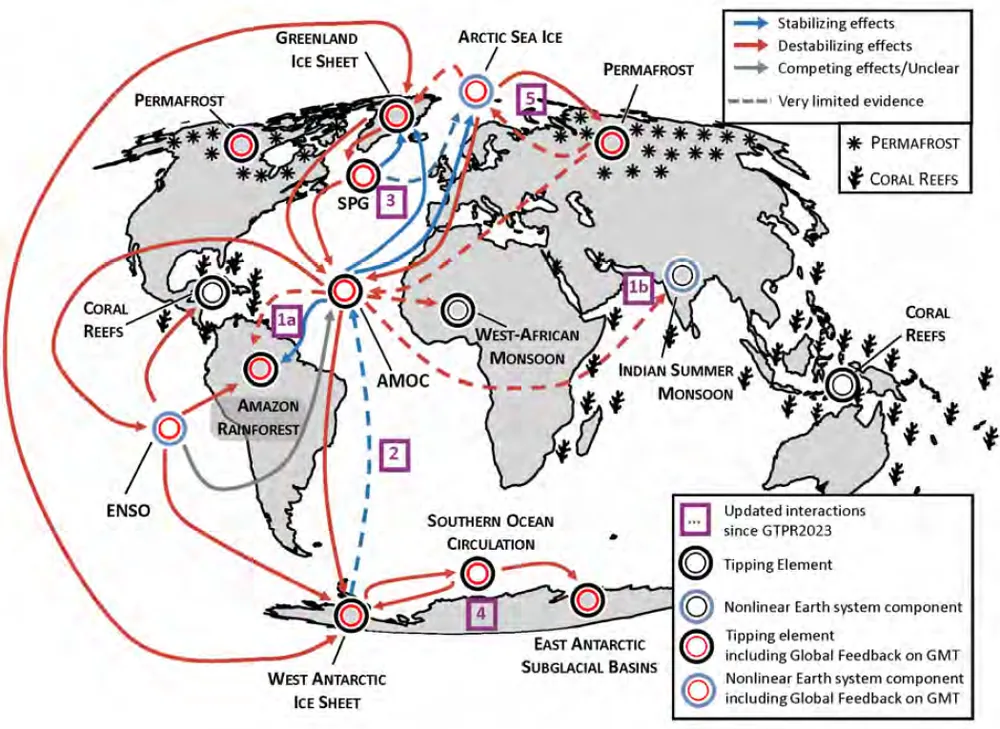 GREENLAND
ICE SHEET
ARCTIC SEA ICE
PERMAFROST
PERMAFROST
Stabilizing effects
Destabilizing effects
Competing effects/Unclear
Very limited evidence
PERMAFROST
CORAL REEFS
5
SPG
3
CORAL
REEFS
1a
1b
WEST-AFRICAN
MONSOON
AMOC
INDIAN SUMMER
MONSOON
CORAL
REEFS
AMAZON
RAINFOREST
ENSO
2
SOUTHERN OCEAN
CIRCULATION
4
WEST ANTARCTIC
ICE SHEET
EAST ANTARCTIC
SUBGLACIAL BASINS
... Updated interactions
since GTPR2023
Tipping Element
Nonlinear Earth system component
Tipping element
including Global Feedback on GMT
Nonlinear Earth system component
including Global Feedback on GMT